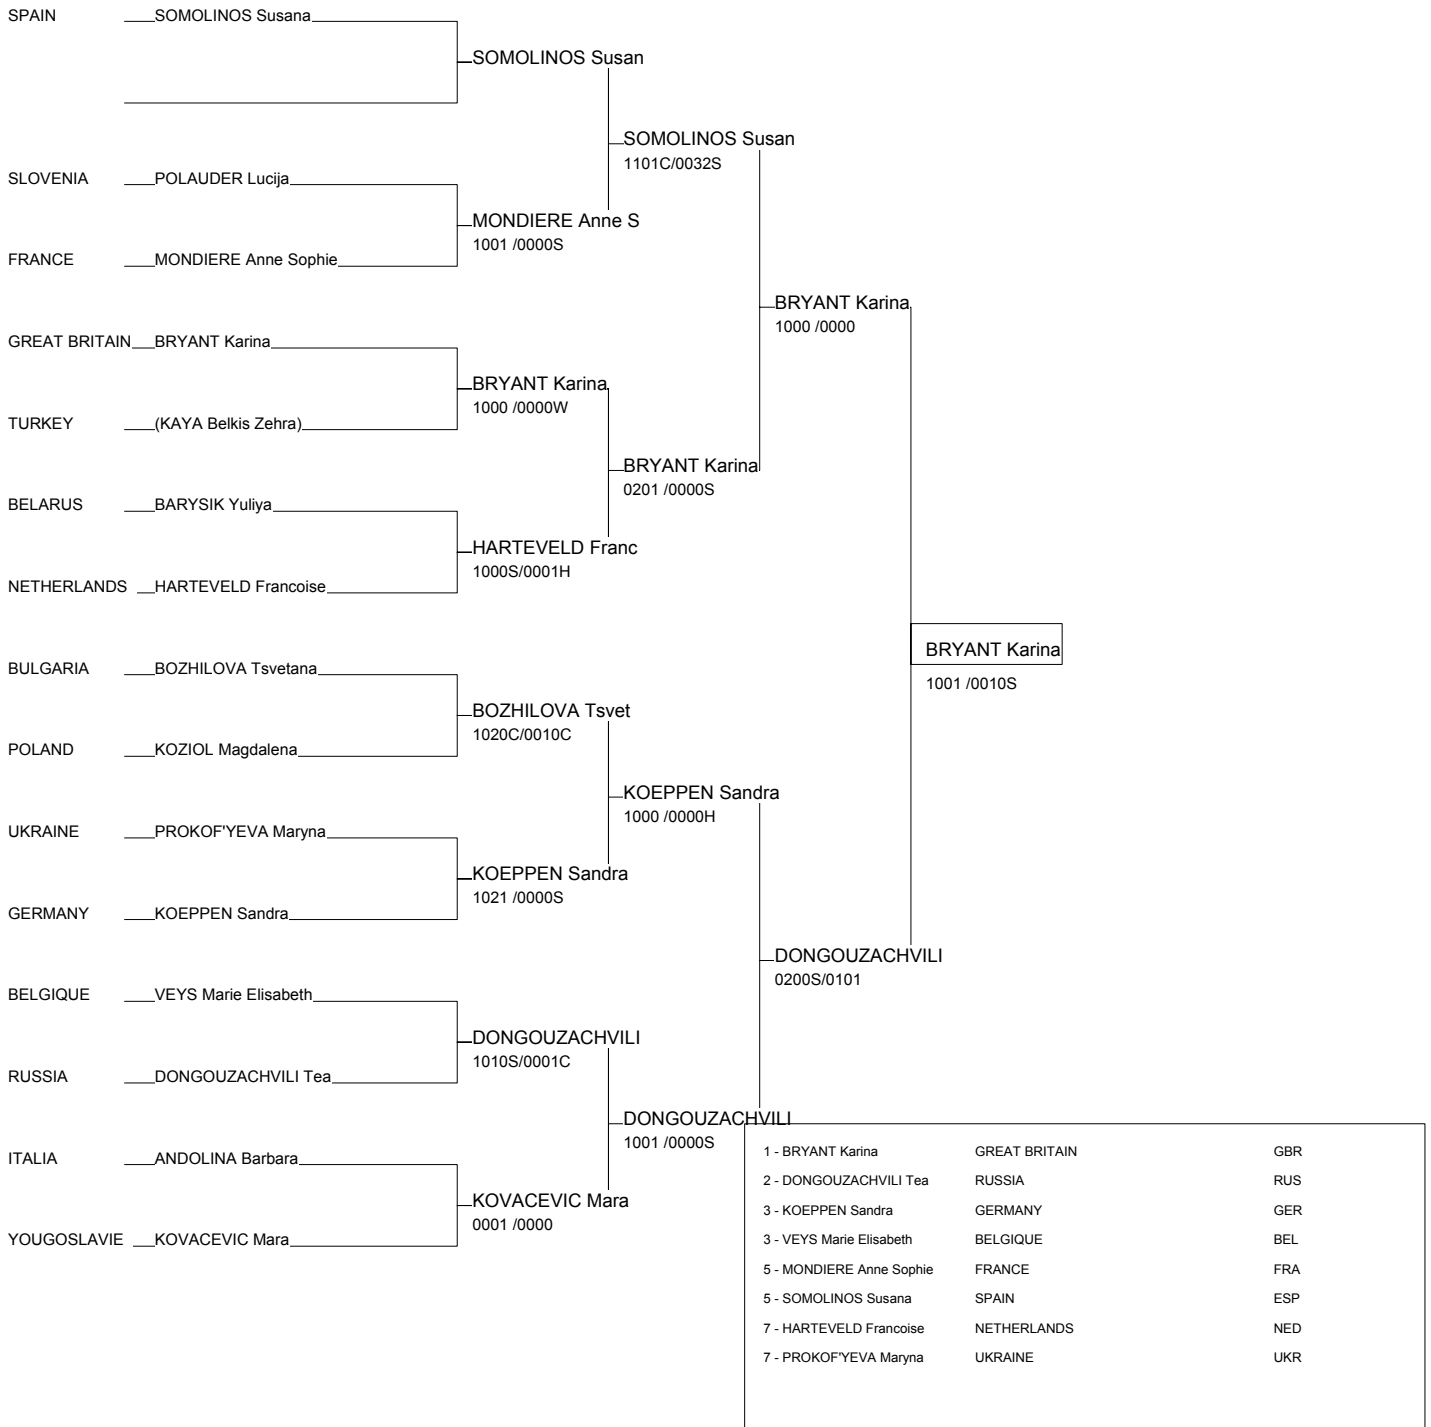 SPAIN SOMOLINOS Susana
SOMOLINOS Susan
SOMOLINOS Susan
1101C/0032S
SLOVENIA POLAUDER Lucija
MONDIERE Anne S
1001 /0000S
FRANCE MONDIERE Anne Sophie
BRYANT Karina
1000 /0000
GREAT BRITAIN BRYANT Karina
BRYANT Karina
1000 /0000W
TURKEY (KAYA Belkis Zehra)
BRYANT Karina
0201 /0000S
BELARUS BARYSIK Yuliya
HARTEVELD Franc
1000S/0001H
NETHERLANDS HARTEVELD Francoise
BRYANT Karina
1001 /0010S
BULGARIA BOZHILOVA Tsvetana
BOZHILOVA Tsvet
1020C/0010C
POLAND KOZIOL Magdalena
KOEPPEN Sandra
1000 /0000H
UKRAINE PROKOF'YEVA Maryna
KOEPPEN Sandra
1021 /0000S
GERMANY KOEPPEN Sandra
DONGOUZACHVILI
0200S/0101
BELGIQUE VEYS Marie Elisabeth
DONGOUZACHVILI
1010S/0001C
RUSSIA DONGOUZACHVILI Tea
DONGOUZACHVILI
1001 /0000S
ITALIA ANDOLINA Barbara
KOVACEVIC Mara
0001 /0000
YOUGOSLAVIE KOVACEVIC Mara
1 - BRYANT Karina GREAT BRITAIN GBR
2 - DONGOUZACHVILI Tea RUSSIA RUS
3 - KOEPPEN Sandra GERMANY GER
3 - VEYS Marie Elisabeth BELGIQUE BEL
5 - MONDIERE Anne Sophie FRANCE FRA
5 - SOMOLINOS Susana SPAIN ESP
7 - HARTEVELD Francoise NETHERLANDS NED
7 - PROKOF'YEVA Maryna UKRAINE UKR